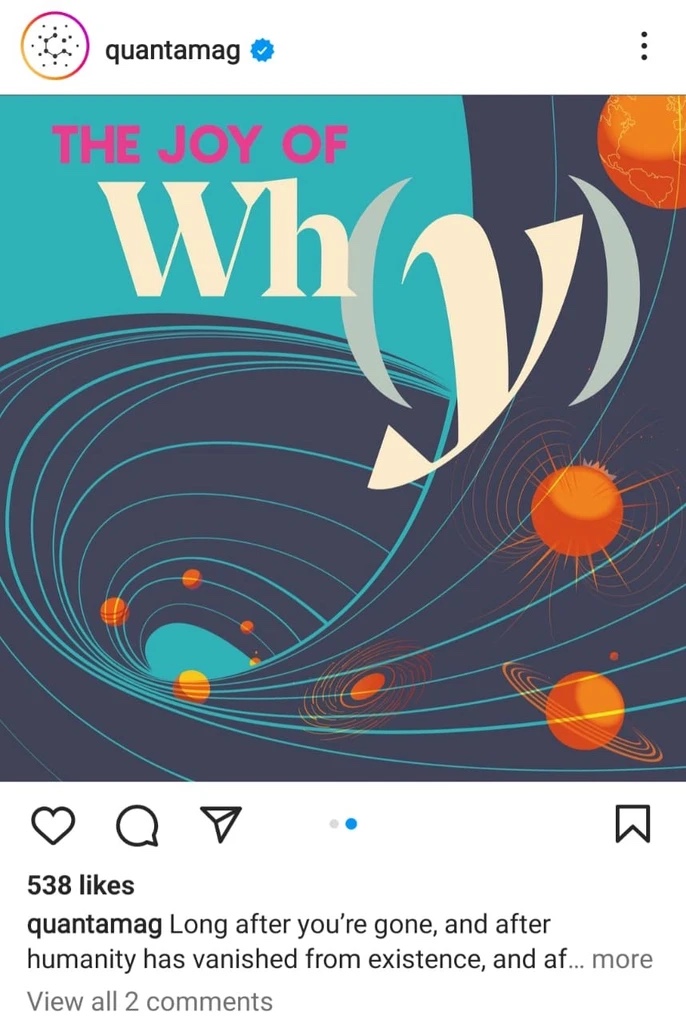 quantamag
THE JOY OF
Wh(y)
538 likes
quantamag Long after you’re gone, and after
humanity has vanished from existence, and af... more
View all 2 comments